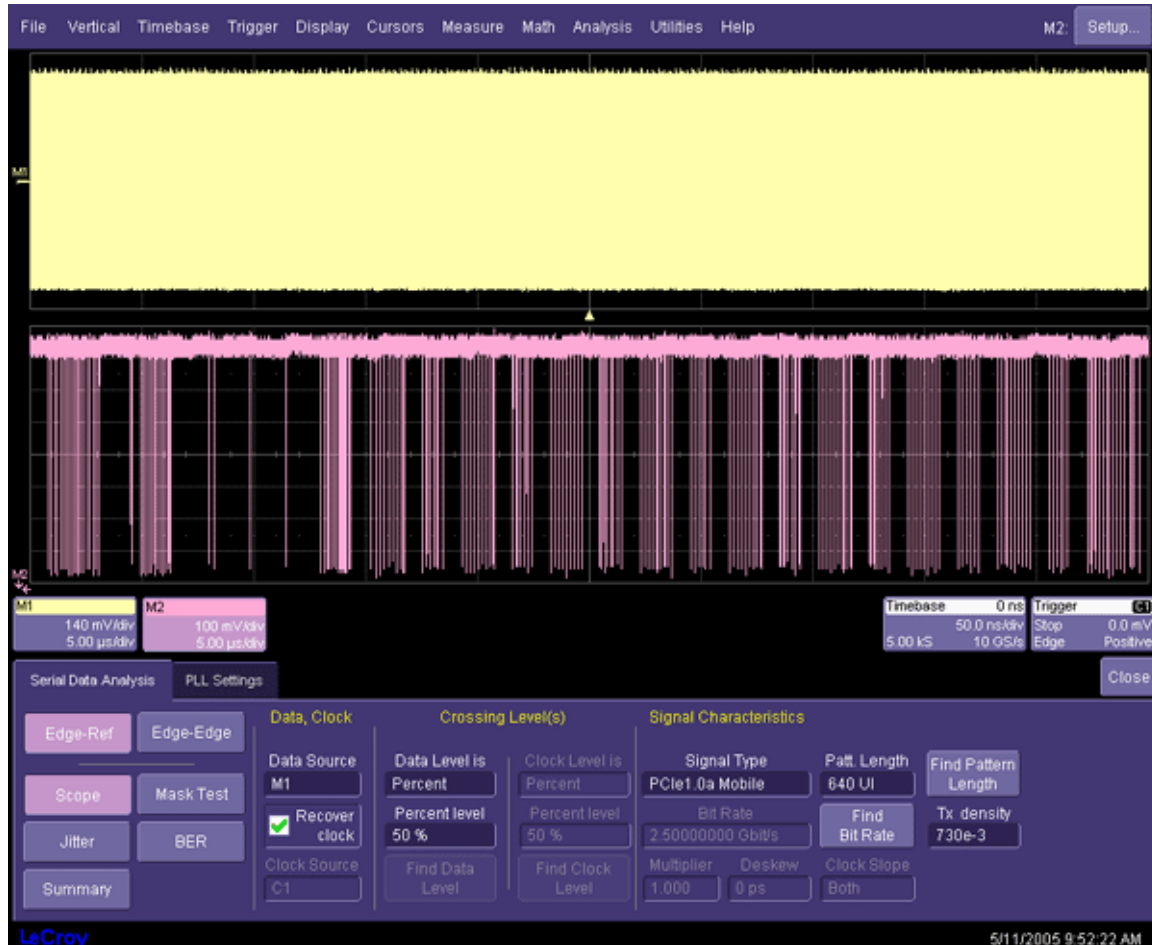 File Vertical Timebase Trigger Display Cursors Measure Math Analysis Utilities Help M2: Setup...
M1
M2
M1 M2 Timebase 0 ns Trigger C1
140 mV/div 100 mV/div 50.0 ns/div Stop 0.0 mV
5.00 µs/div 5.00 µs/div 5.00 kS 10 GS/s Edge Positive
Serial Data Analysis PLL Settings Close
Edge-Ref Edge-Edge Data, Clock Crossing Level(s) Signal Characteristics
Data Source Data Level is Clock Level is Signal Type Patt. Length Find Pattern Length
Scope Mask Test M1 Percent Percent PCIe1.0a Mobile 640 UI
Recover clock Percent level Percent level Bit Rate Find Bit Rate Tx density
50 % 50 % 2.50000000 Gbit/s 730e-3
Jitter BER Clock Source Find Data Level Find Clock Level Multiplier Deskew Clock Slope
Summary C1 1.000 0 ps Both
LeCroy 5/11/2005 9:52:22 AM